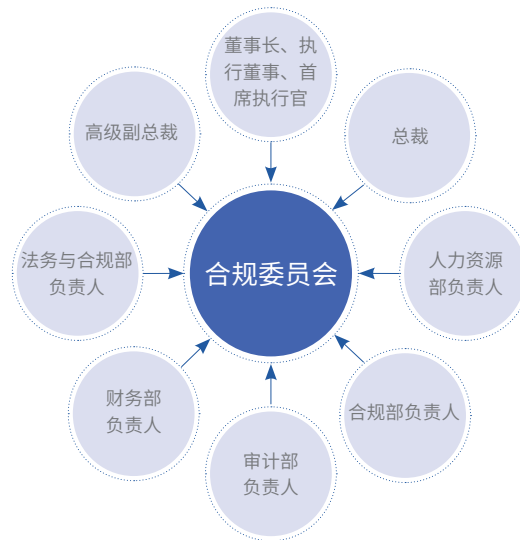 董事长、执
行董事、首
席执行官
高级副总裁
总裁
法务与合规部
负责人
合规委员会
人力资源
部负责人
财务部
负责人
合规部负责人
审计部
负责人